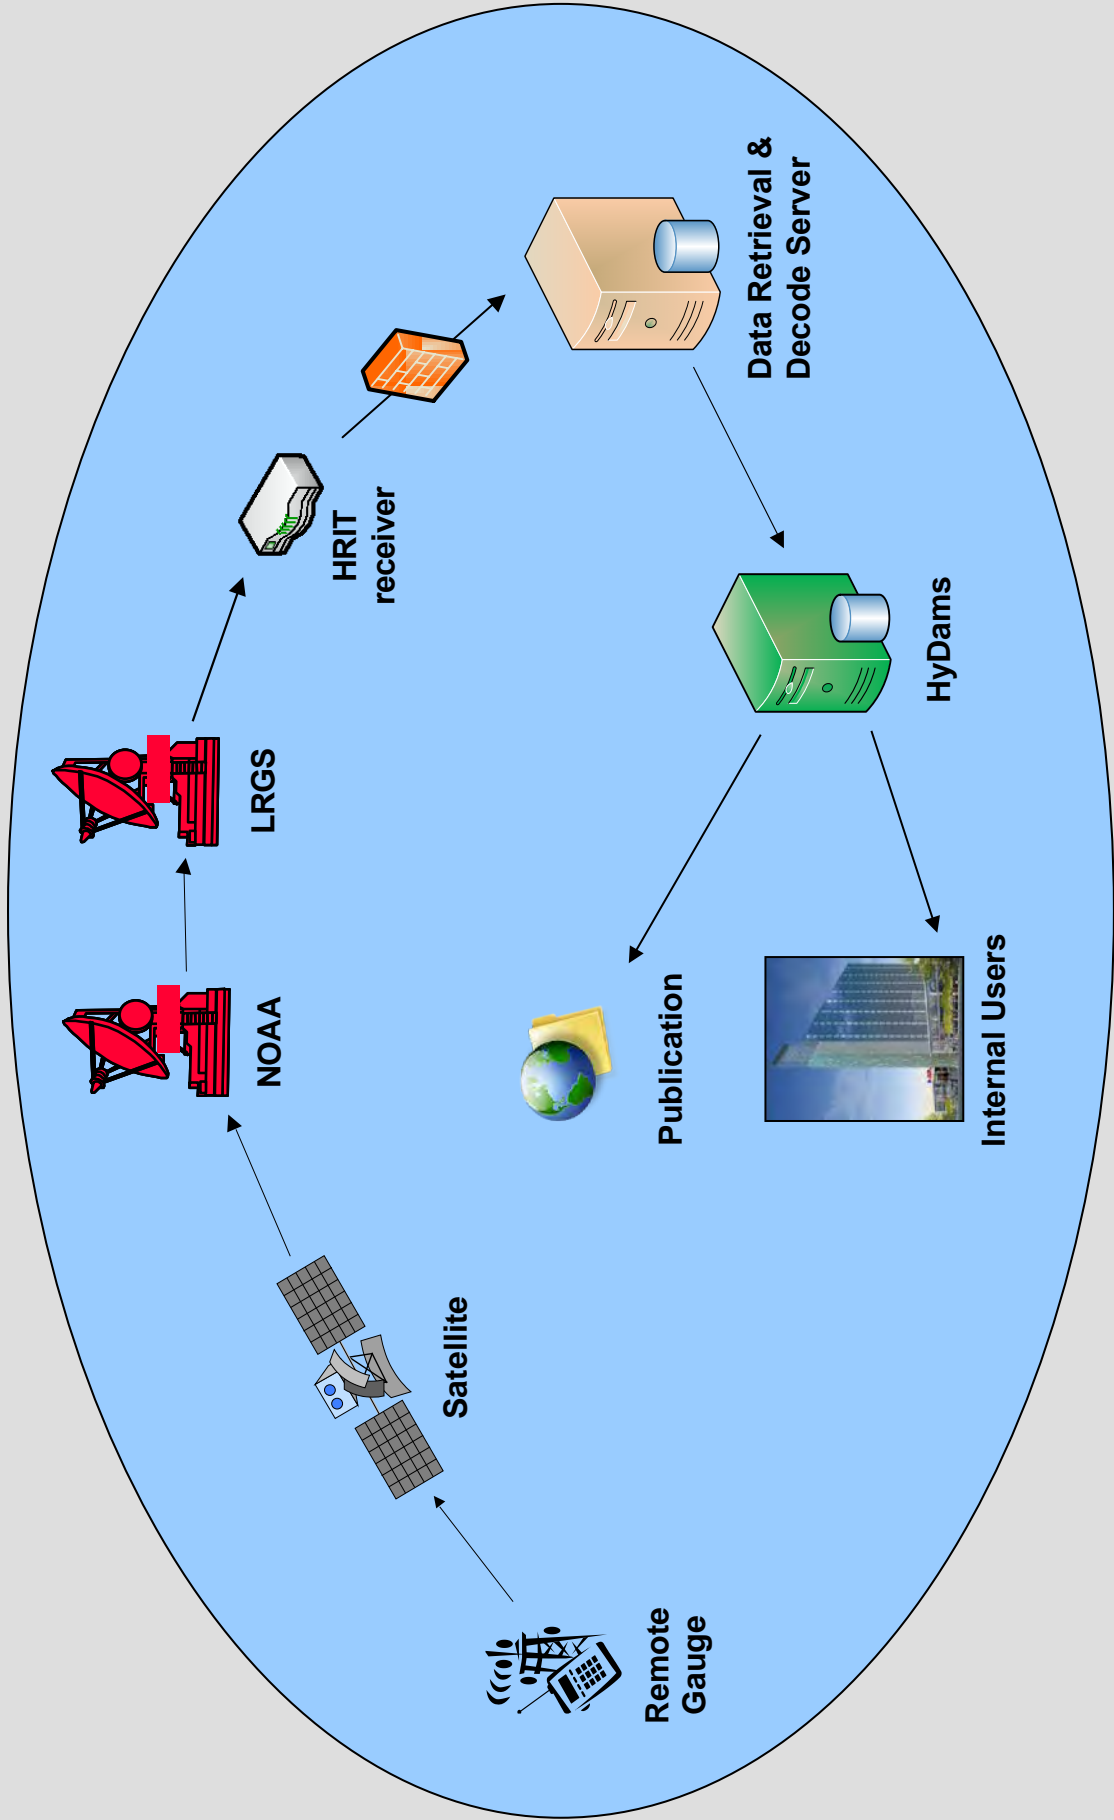 Remote
Gauge
Satellite
NOAA
LRGS
HRIT
receiver
Data Retrieval &
Decode Server
HyDams
Publication
Internal Users